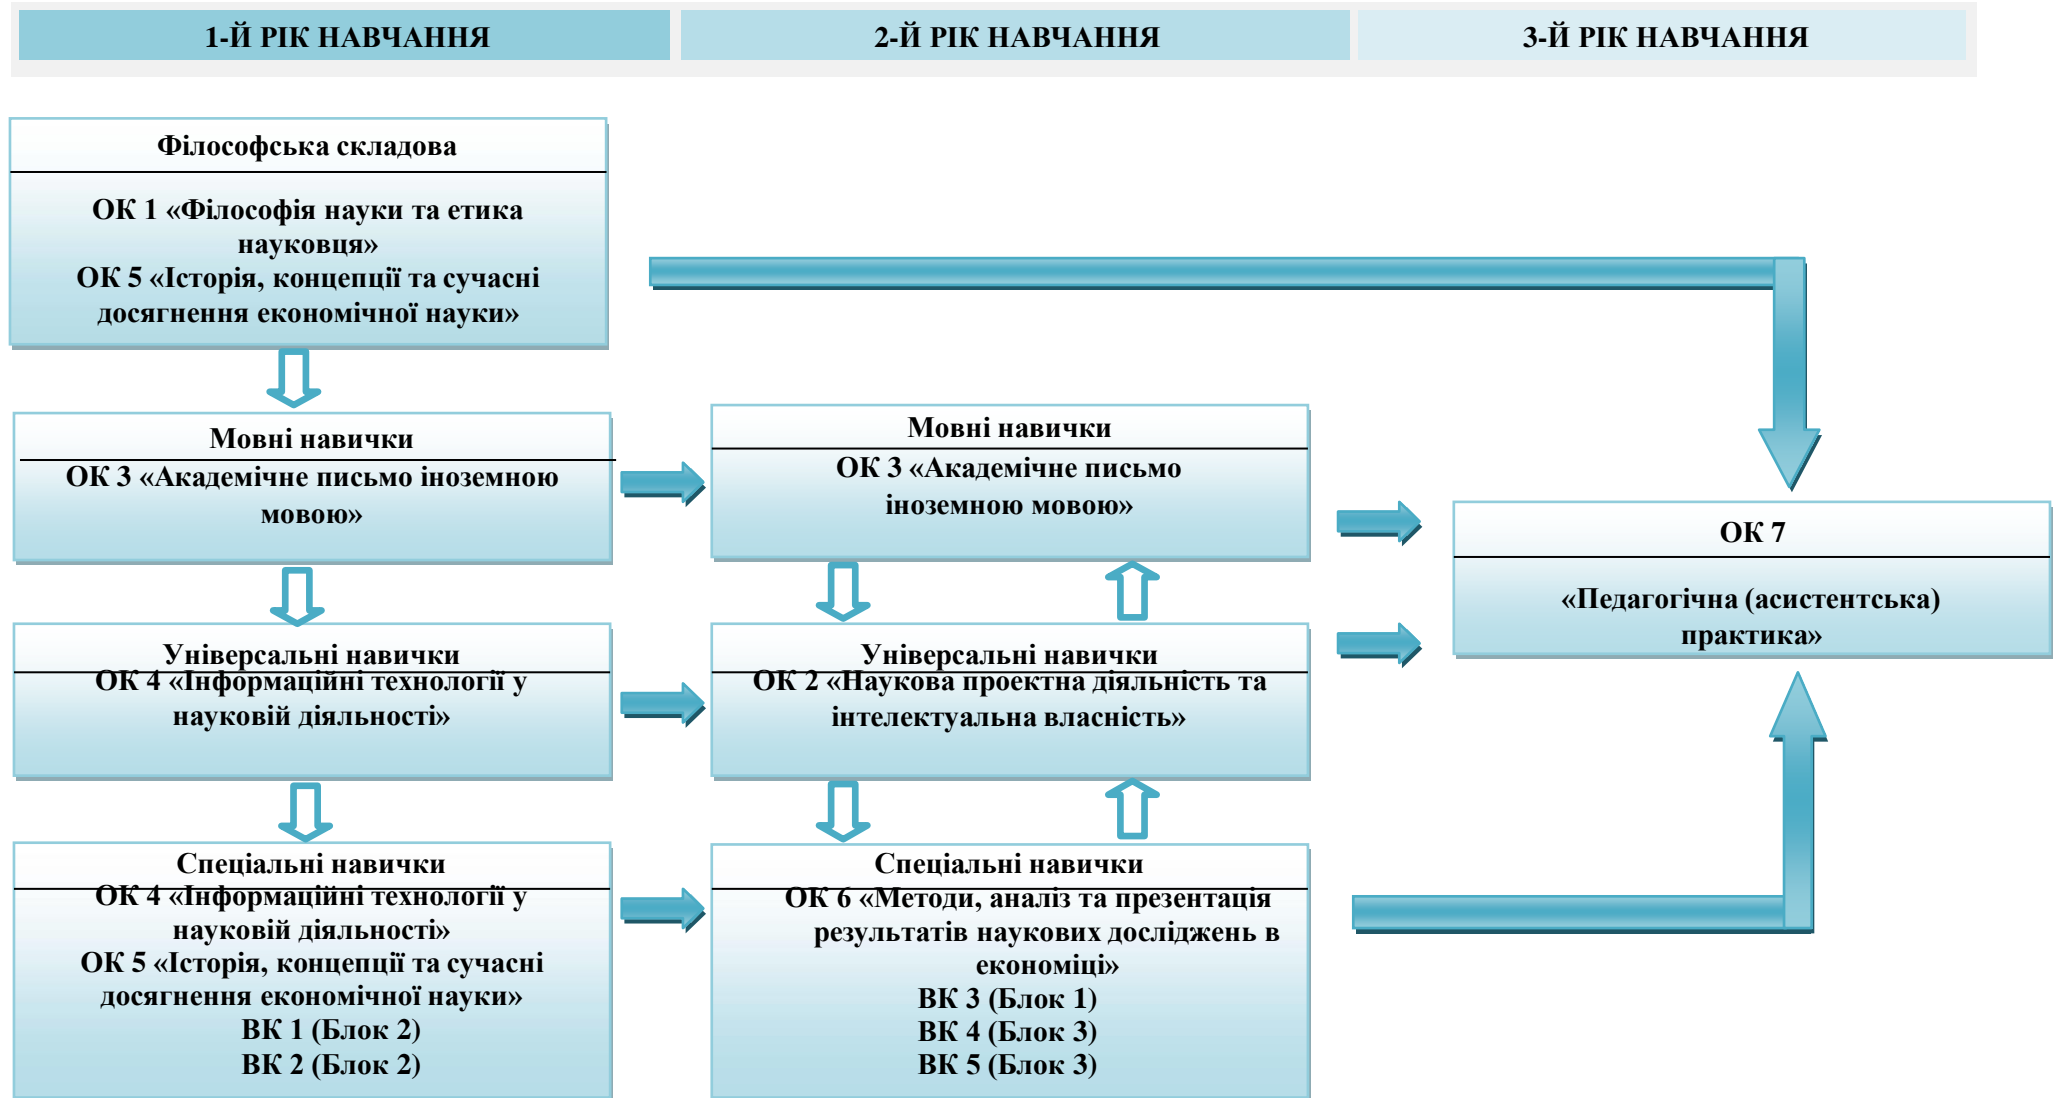 1-Й РІК НАВЧАННЯ
2-Й РІК НАВЧАННЯ
3-Й РІК НАВЧАННЯ
Філософська складова
ОК 1 «Філософія науки та етика
науковця»
ОК 5 «Історія, концепції та сучасні
досягнення економічної науки»
Мовні навички
ОК 3 «Академічне письмо іноземною
мовою»
Універсальні навички
ОК 4 «Інформаційні технології у
науковій діяльності»
Спеціальні навички
ОК 4 «Інформаційні технології у
науковій діяльності»
ОК 5 «Історія, концепції та сучасні
досягнення економічної науки»
ВК 1 (Блок 2)
ВК 2 (Блок 2)
Мовні навички
ОК 3 «Академічне письмо
іноземною мовою»
Універсальні навички
ОК 2 «Наукова проектна діяльність та
інтелектуальна власність»
Спеціальні навички
ОК 6 «Методи, аналіз та презентація
результатів наукових досліджень в
економіці»
ВК 3 (Блок 1)
ВК 4 (Блок 3)
ВК 5 (Блок 3)
ОК 7
«Педагогічна (асистентська)
практика»